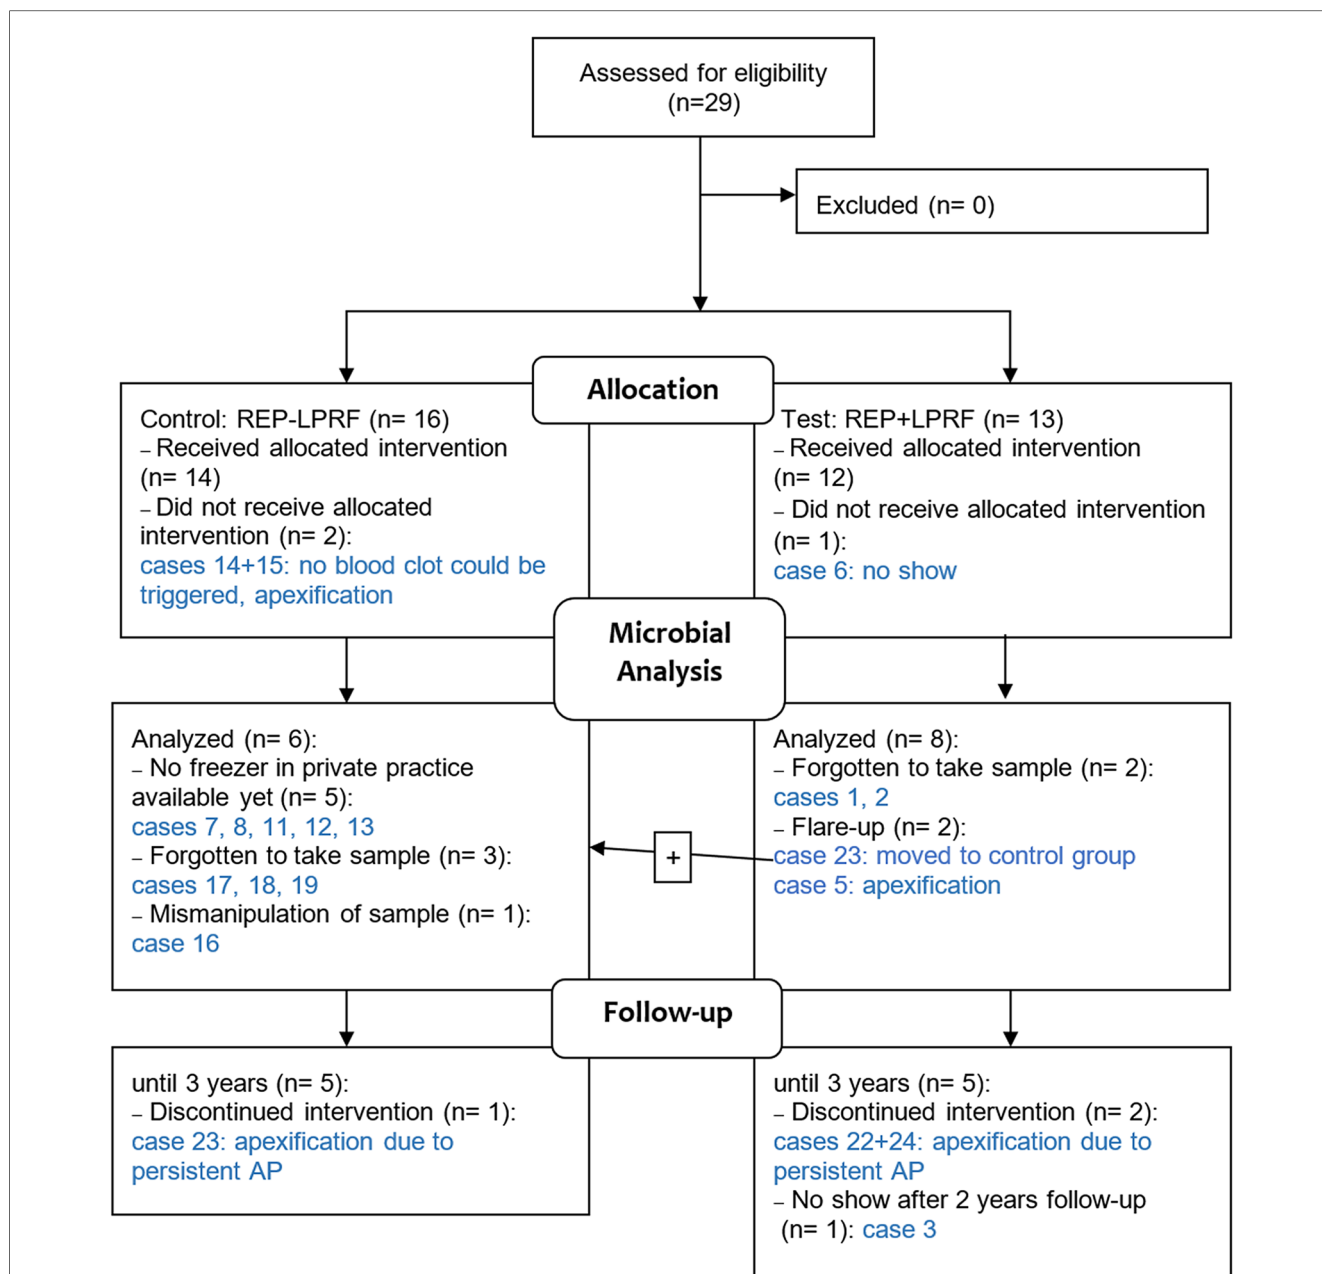 Assessed for eligibility
(n=29)
Excluded (n= 0)
Allocation
Control: REP-LPRF (n= 16)
– Received allocated intervention
(n= 14)
– Did not receive allocated
intervention (n= 2):
cases 14+15: no blood clot could be
triggered, apexification
Test: REP+LPRF (n= 13)
– Received allocated intervention
(n= 12)
– Did not receive allocated intervention
(n= 1):
case 6: no show
Microbial
Analysis
Analyzed (n= 6):
– No freezer in private practice
available yet (n= 5):
cases 7, 8, 11, 12, 13
– Forgotten to take sample (n= 3):
cases 17, 18, 19
– Mismanipulation of sample (n= 1):
case 16
+
Analyzed (n= 8):
– Forgotten to take sample (n= 2):
cases 1, 2
– Flare-up (n= 2):
case 23: moved to control group
case 5: apexification
Follow-up
until 3 years (n= 5):
– Discontinued intervention (n= 1):
case 23: apexification due to
persistent AP
until 3 years (n= 5):
– Discontinued intervention (n= 2):
cases 22+24: apexification due to
persistent AP
– No show after 2 years follow-up
(n= 1): case 3